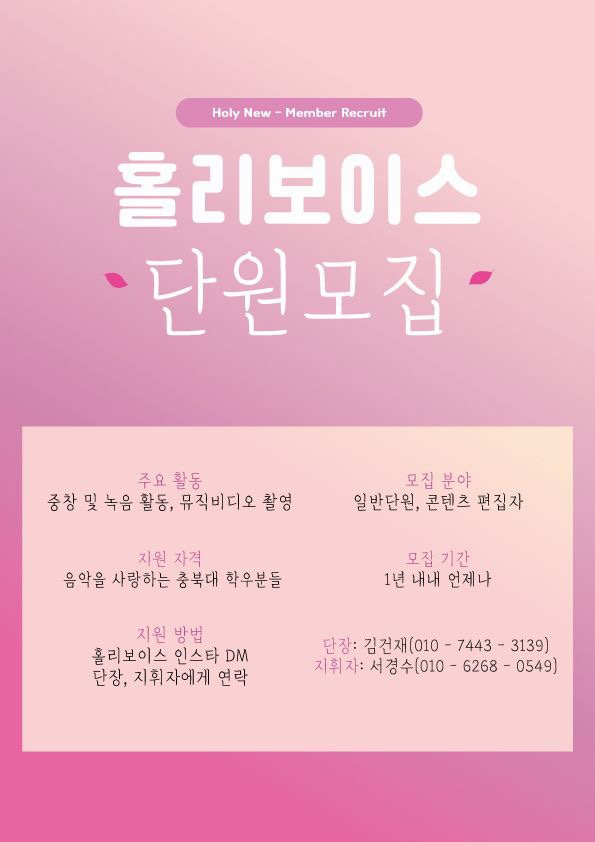 Holy New - Member Recruit
홀리보이스
단원모집
주요 활동
중창 및 녹음 활동, 뮤직비디오 촬영
모집 분야
일반단원, 콘텐츠 편집자
지원 자격
음악을 사랑하는 충북대 학우분들
모집 기간
1년 내내 언제나
지원 방법
홀리보이스 인스타 DM
단장, 지휘자에게 연락
단장: 김건재(010 - 7443 - 3139)
지휘자: 서경수(010 - 6268 - 0549)